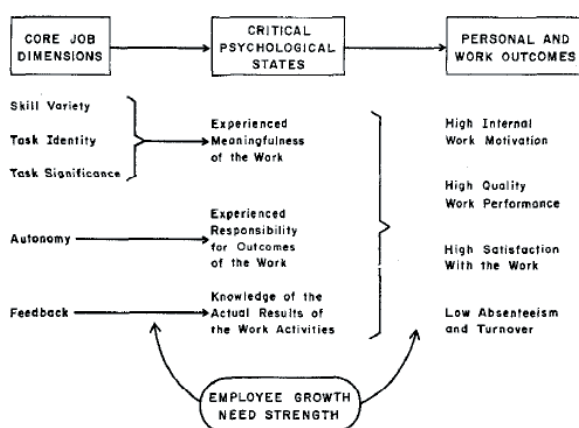 CORE JOB
DIMENSIONS
CRITICAL
PSYCHOLOGICAL
STATES
PERSONAL AND
WORK OUTCOMES
Skill Variety
Task Identity
Task Significance
Experienced
Meaningfulness
of the Work
High Internal
Work Motivation
High Quality
Work Performance
Autonomy
Experienced
Responsibility
for Outcomes
of the Work
High Satisfaction
With the Work
Feedback
Knowledge of the
Actual Results of
the Work Activities
Low Absenteeism
and Turnover
EMPLOYEE GROWTH
NEED STRENGTH